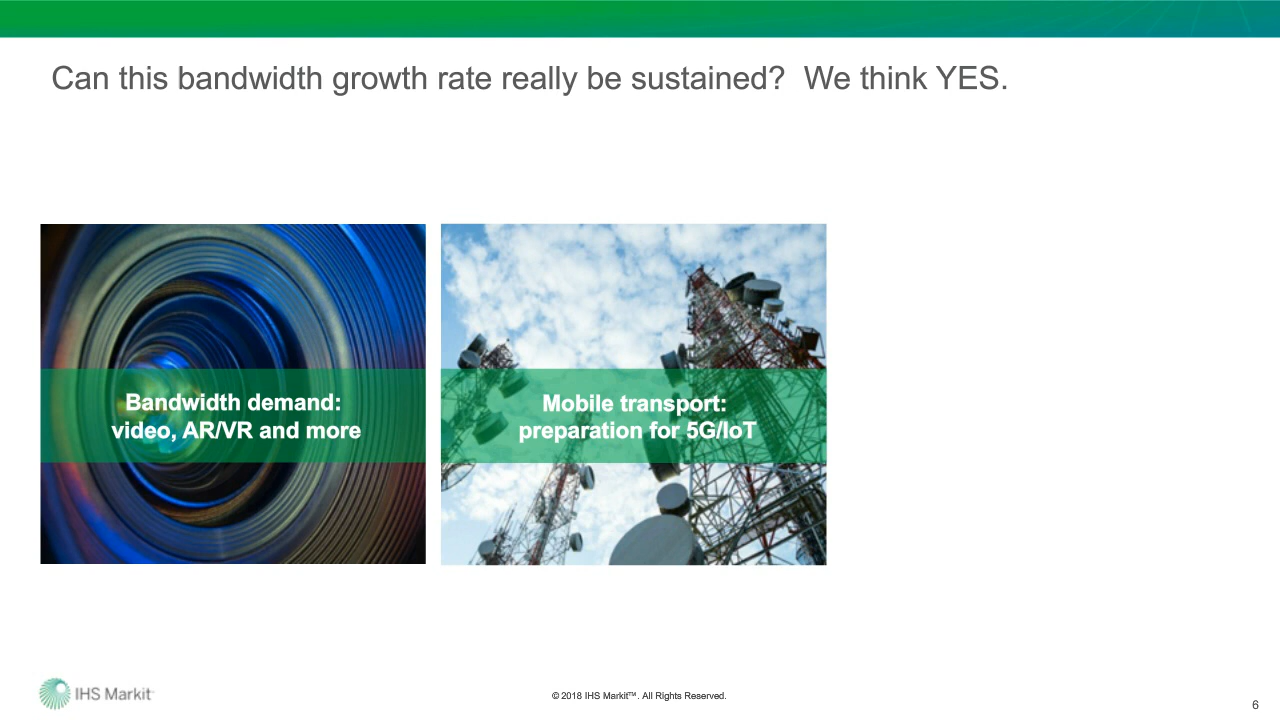 Can this bandwidth growth rate really be sustained?  We think YES.
Bandwidth demand:
video, AR/VR and more
Mobile transport:
preparation for 5G/IoT
IHS Markit™
© 2018 IHS Markit™. All Rights Reserved.
6